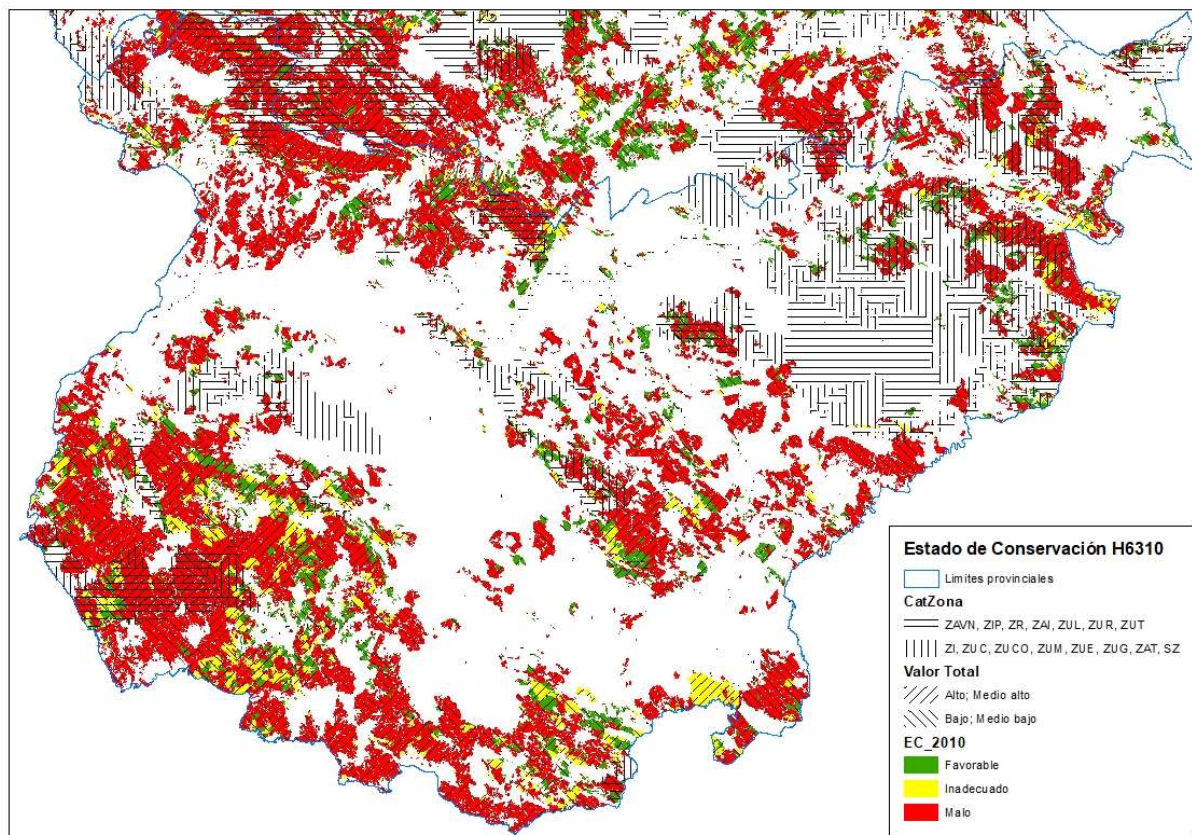 Estado de Conservación H6310
Limites provinciales
CatZona
ZAVN, ZIP, ZR, ZAI, ZUL, ZUR, ZUT
ZI, ZUC, ZUCO, ZUM, ZUE, ZUG, ZAT, SZ
Valor Total
Alto; Medio alto
Bajo; Medio bajo
EC_2010
Favorable
Inadecuado
Malo